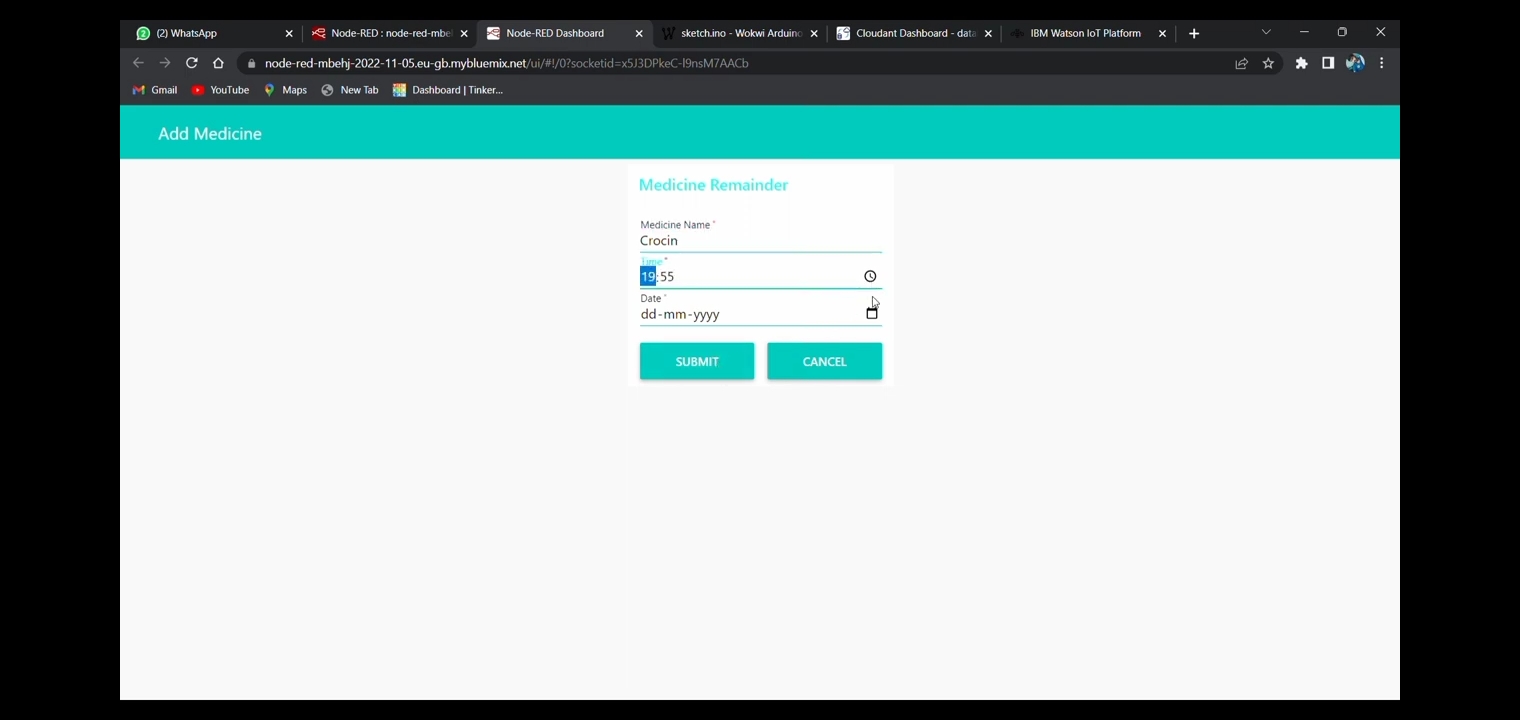 (2) WhatsApp
Node-RED : node-red-mbeh
Node-RED Dashboard
sketch.ino - Wokwi Arduino
Cloudant Dashboard - data
IBM Watson IoT Platform
node-red-mbehj-2022-11-05.eu-gb.mybluemix.net/ui/#!/0?socketid=x5J3DPkeC-I9nsM7AACb
Gmail
YouTube
Maps
New Tab
Dashboard | Tinker...
Add Medicine
Medicine Remainder
Medicine Name *
Crocin
Time *
19:55
Date *
dd-mm-yyyy
SUBMIT
CANCEL